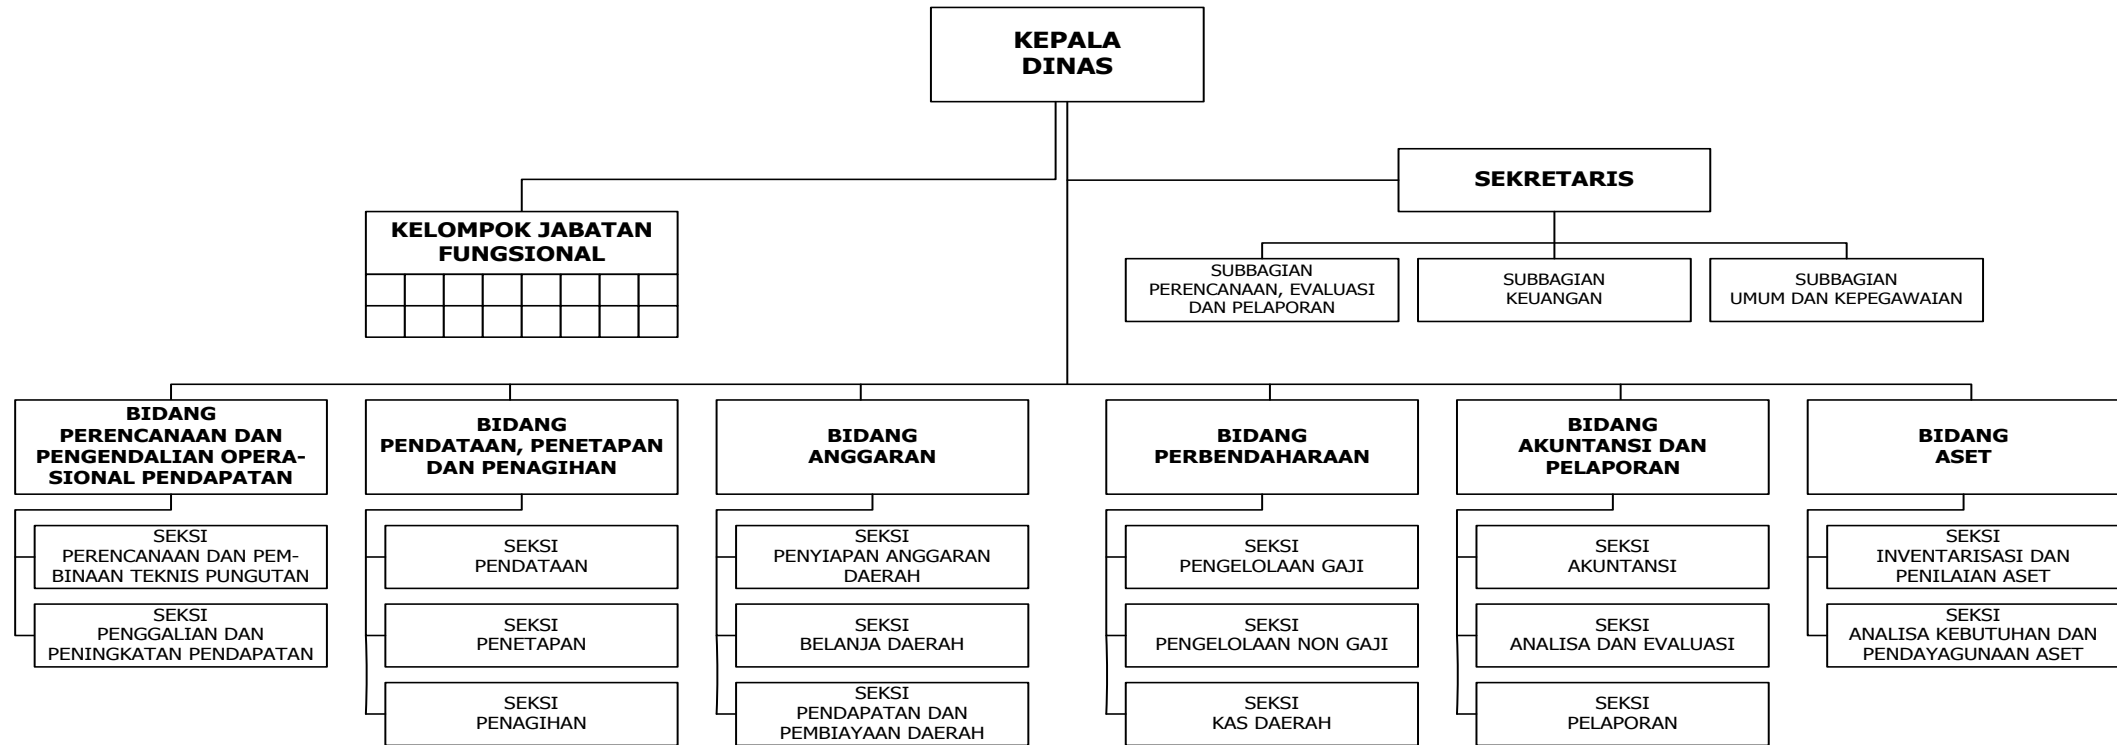 KEPALA
DINAS
SEKRETARIS
KELOMPOK JABATAN
FUNGSIONAL
SUBBAGIAN
PERENCANAAN, EVALUASI
DAN PELAPORAN
SUBBAGIAN
KEUANGAN
SUBBAGIAN
UMUM DAN KEPEGAWAIAN
BIDANG
PERENCANAAN DAN
PENGENDALIAN OPERA-
SIONAL PENDAPATAN
BIDANG
PENDATAAN, PENETAPAN
DAN PENAGIHAN
BIDANG
ANGGARAN
BIDANG
PERBENDAHARAAN
BIDANG
AKUNTANSI DAN
PELAPORAN
BIDANG
ASET
SEKSI
PERENCANAAN DAN PEM-
BINAAN TEKNIS PUNGUTAN
SEKSI
PENDATAAN
SEKSI
PENYIAPAN ANGGARAN
DAERAH
SEKSI
PENGELOLAAN GAJI
SEKSI
AKUNTANSI
SEKSI
INVENTARISASI DAN
PENILAIAN ASET
SEKSI
PENGGALIAN DAN
PENINGKATAN PENDAPATAN
SEKSI
PENETAPAN
SEKSI
BELANJA DAERAH
SEKSI
PENGELOLAAN NON GAJI
SEKSI
ANALISA DAN EVALUASI
SEKSI
ANALISA KEBUTUHAN DAN
PENDAYAGUNAAN ASET
SEKSI
PENAGIHAN
SEKSI
PENDAPATAN DAN
PEMBIAYAAN DAERAH
SEKSI
KAS DAERAH
SEKSI
PELAPORAN